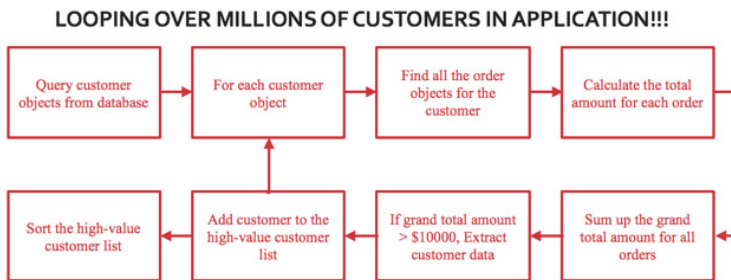 LOOPING OVER MILLIONS OF CUSTOMERS IN APPLICATION!!!
Query customer
objects from database
For each customer
object
Find all the order
objects for the
customer
Calculate the total
amount for each order
Sort the high-value
customer list
Add customer to the
high-value customer
list
If grand total amount
> $10000, Extract
customer data
Sum up the grand
total amount for all
orders